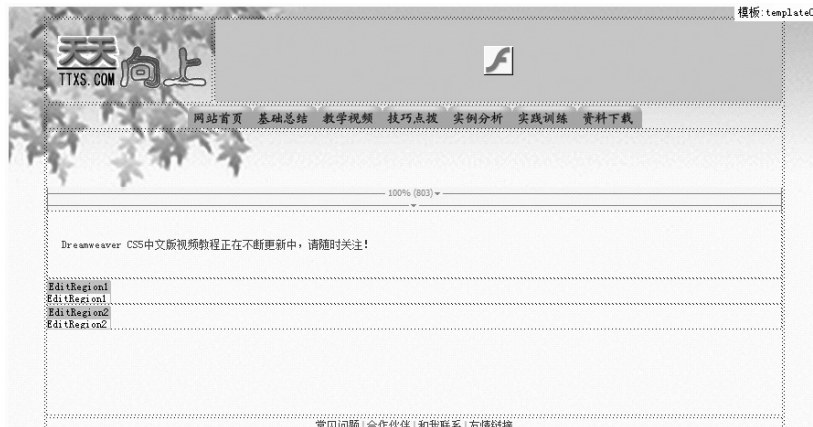 模板:templateC
天天向上
TTXS.COM
网站首页 基础总结 教学视频 技巧点拨 实例分析 实践训练 资料下载
100% (803)
Dreamweaver CS5中文版视频教程正在不断更新中，请随时关注！
EditRegion1
EditRegion1
EditRegion2
EditRegion2
常见问题|合作伙伴|和我联系|友情链接